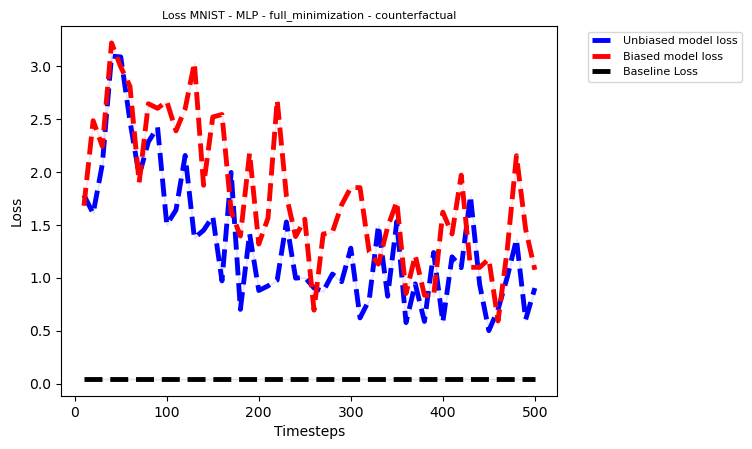 Loss MNIST - MLP - full_minimization - counterfactual
Unbiased model loss
Biased model loss
Baseline Loss
Loss
3.0
2.5
2.0
1.5
1.0
0.5
0.0
0 100 200 300 400 500
Timesteps